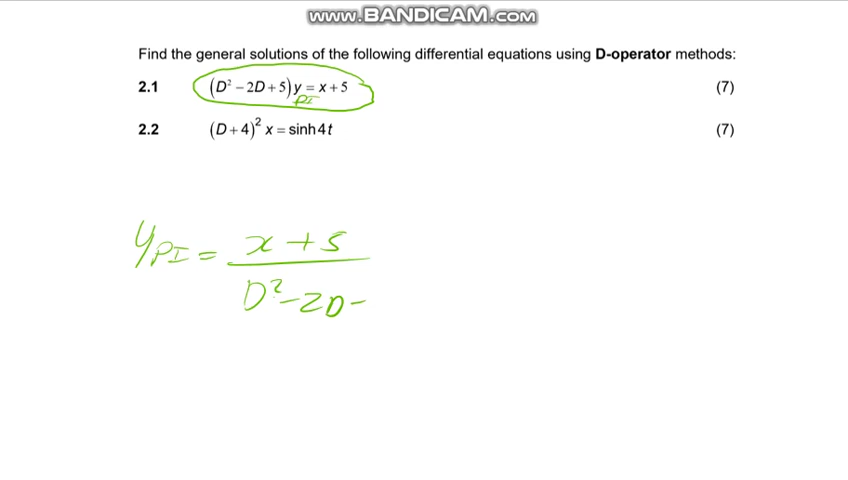 www.BANDICAM.com
Find the general solutions of the following differential equations using D-operator methods:
2.1 (D² − 2D + 5) y = x + 5 (7)
PI
2.2 (D + 4)² x = sinh 4t (7)
y_PI = x + 5
D² − 2D −